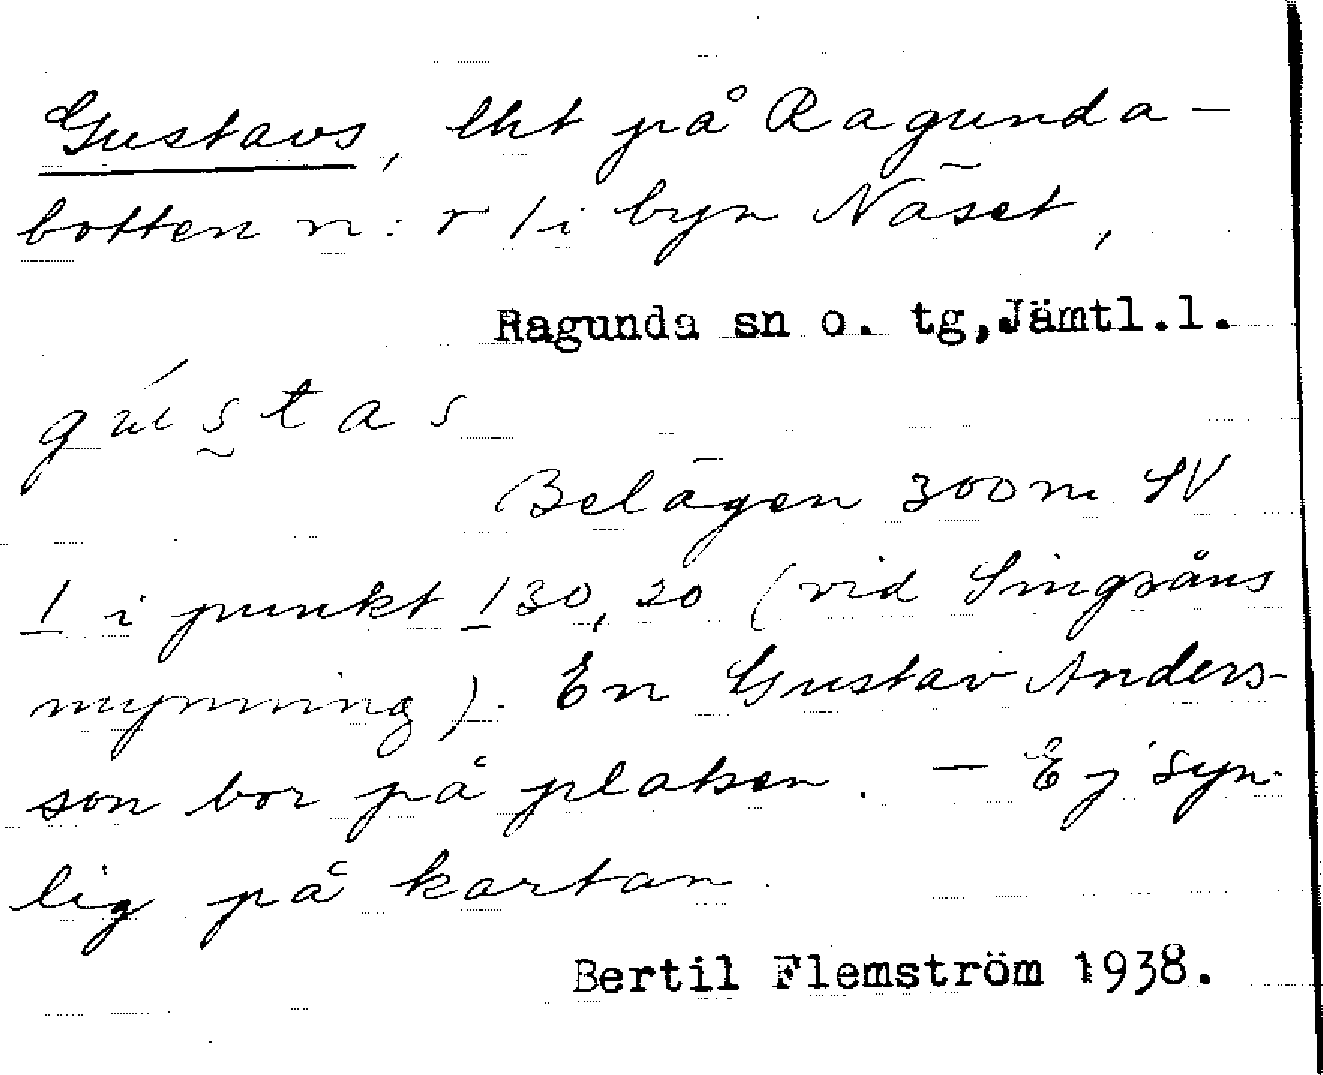 Gustavs, lht på Ragunda-
botten n:r 1 i byn Näset,
Ragunda sn o. tg,Jämtl.l.
gústas
Belägen 300 m SV
1 i punkt 130,20 (vid Singsåns
mynning). En Gustav Anders-
son bor på platsen. - Ej syn-
lig på kartan.
Bertil Flemström 1938.